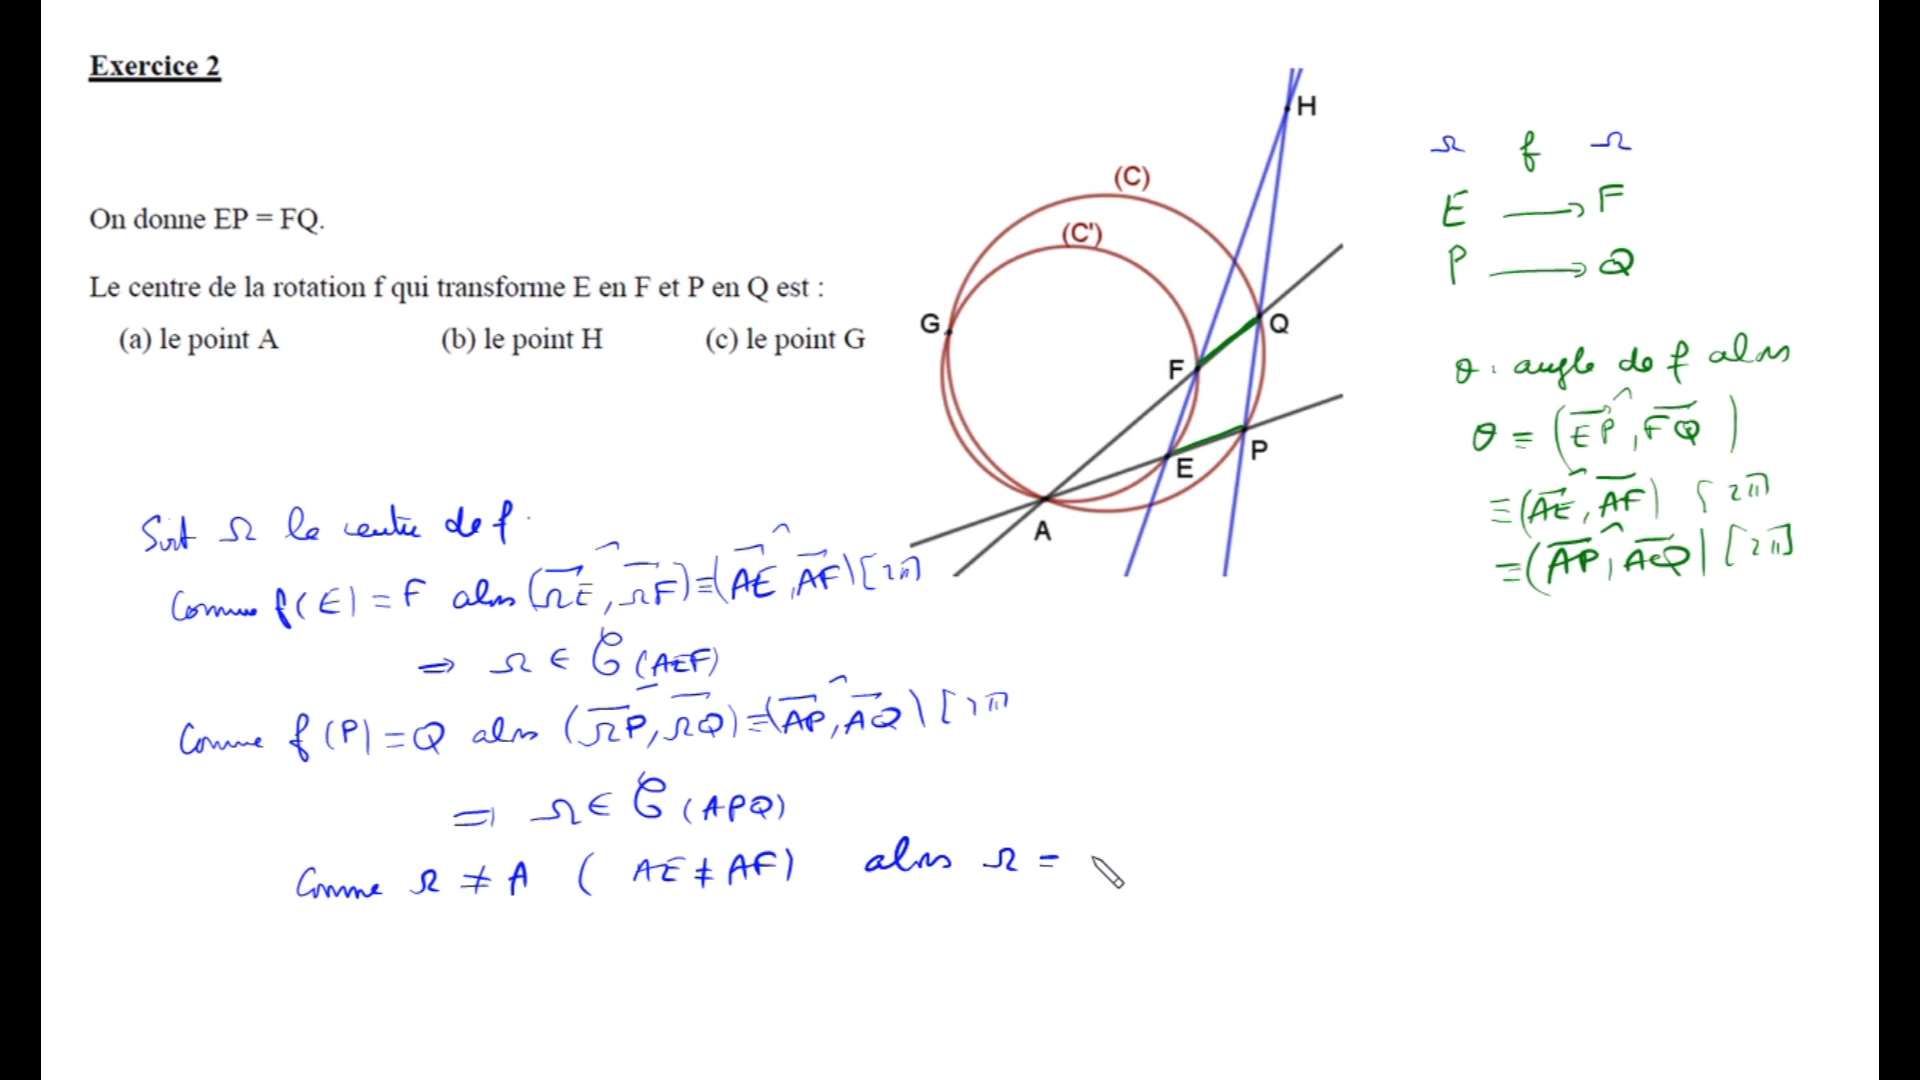 Exercice 2
On donne EP = FQ.
Le centre de la rotation f qui transforme E en F et P en Q est :
(a) le point A (b) le point H (c) le point G
H
(C)
(C')
G
Q
F
P
E
A
Ω f Ω
E → F
P → Q
θ : angle de f alors
θ ≡ (EP, FQ)
≡ (AE, AF) [2π
≡ (AP, AQ) [2π]
Soit Ω le centre de f.
Comme f(E) = F alors (ΩE, ΩF) ≡ (AE, AF) [2π]
⇒ Ω ∈ 𝒞(AEF)
Comme f(P) = Q alors (ΩP, ΩQ) ≡ (AP, AQ) [2π
⇒ Ω ∈ 𝒞(APQ)
Comme Ω ≠ A (AE ≠ AF) alors Ω =